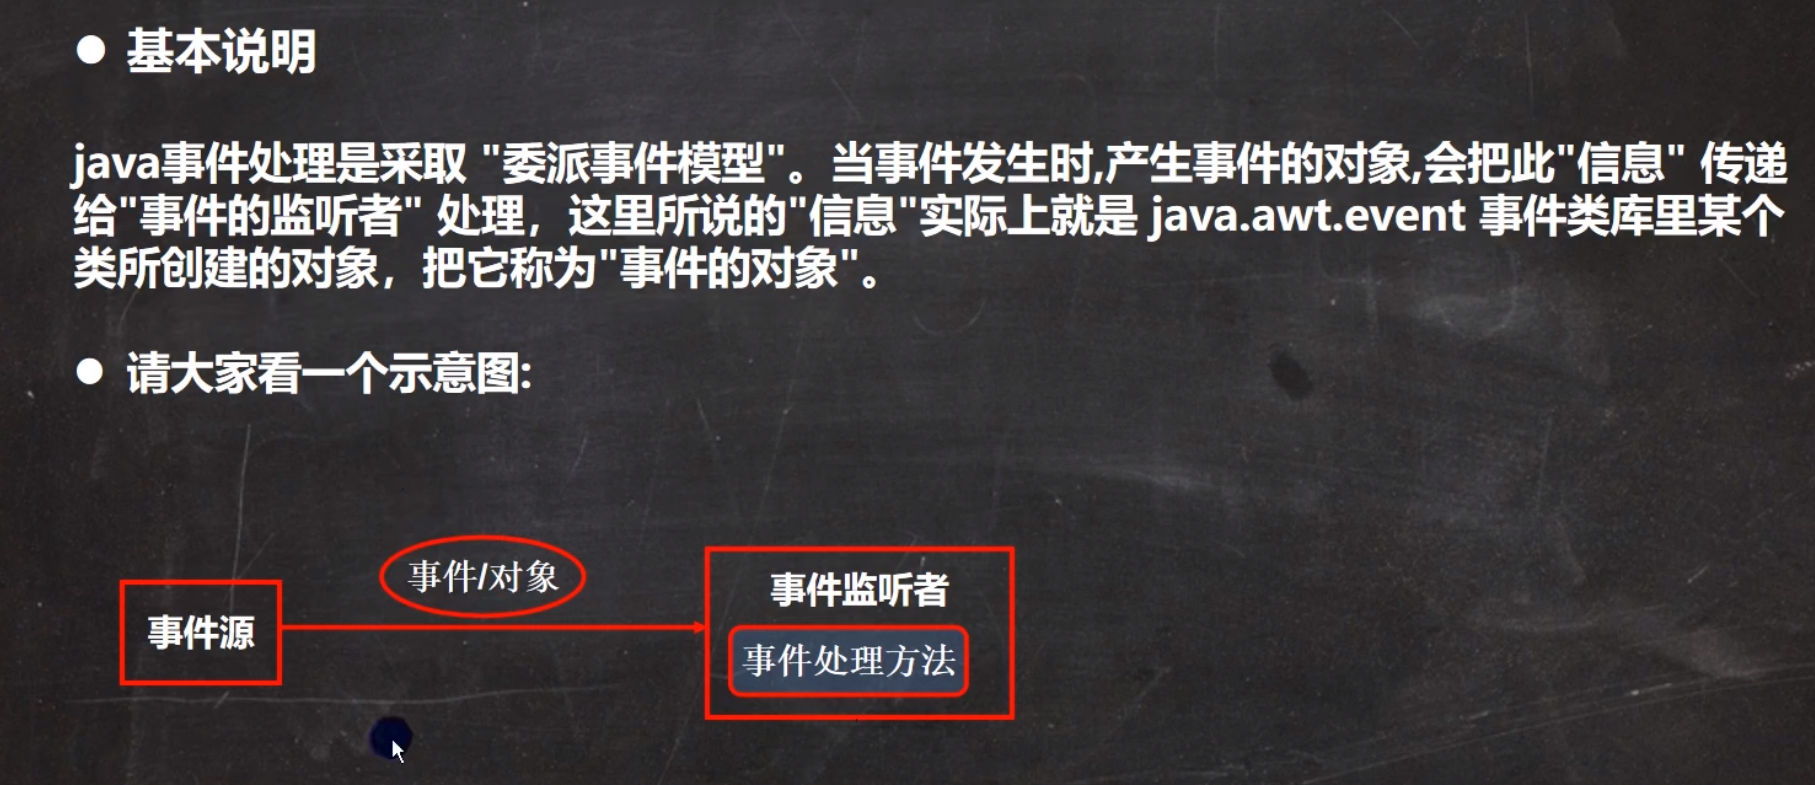 ● 基本说明
java事件处理是采取 "委派事件模型"。当事件发生时,产生事件的对象,会把此"信息" 传递
给"事件的监听者" 处理，这里所说的"信息"实际上就是 java.awt.event 事件类库里某个
类所创建的对象，把它称为"事件的对象"。
● 请大家看一个示意图:
事件/对象
事件源
事件监听者
事件处理方法